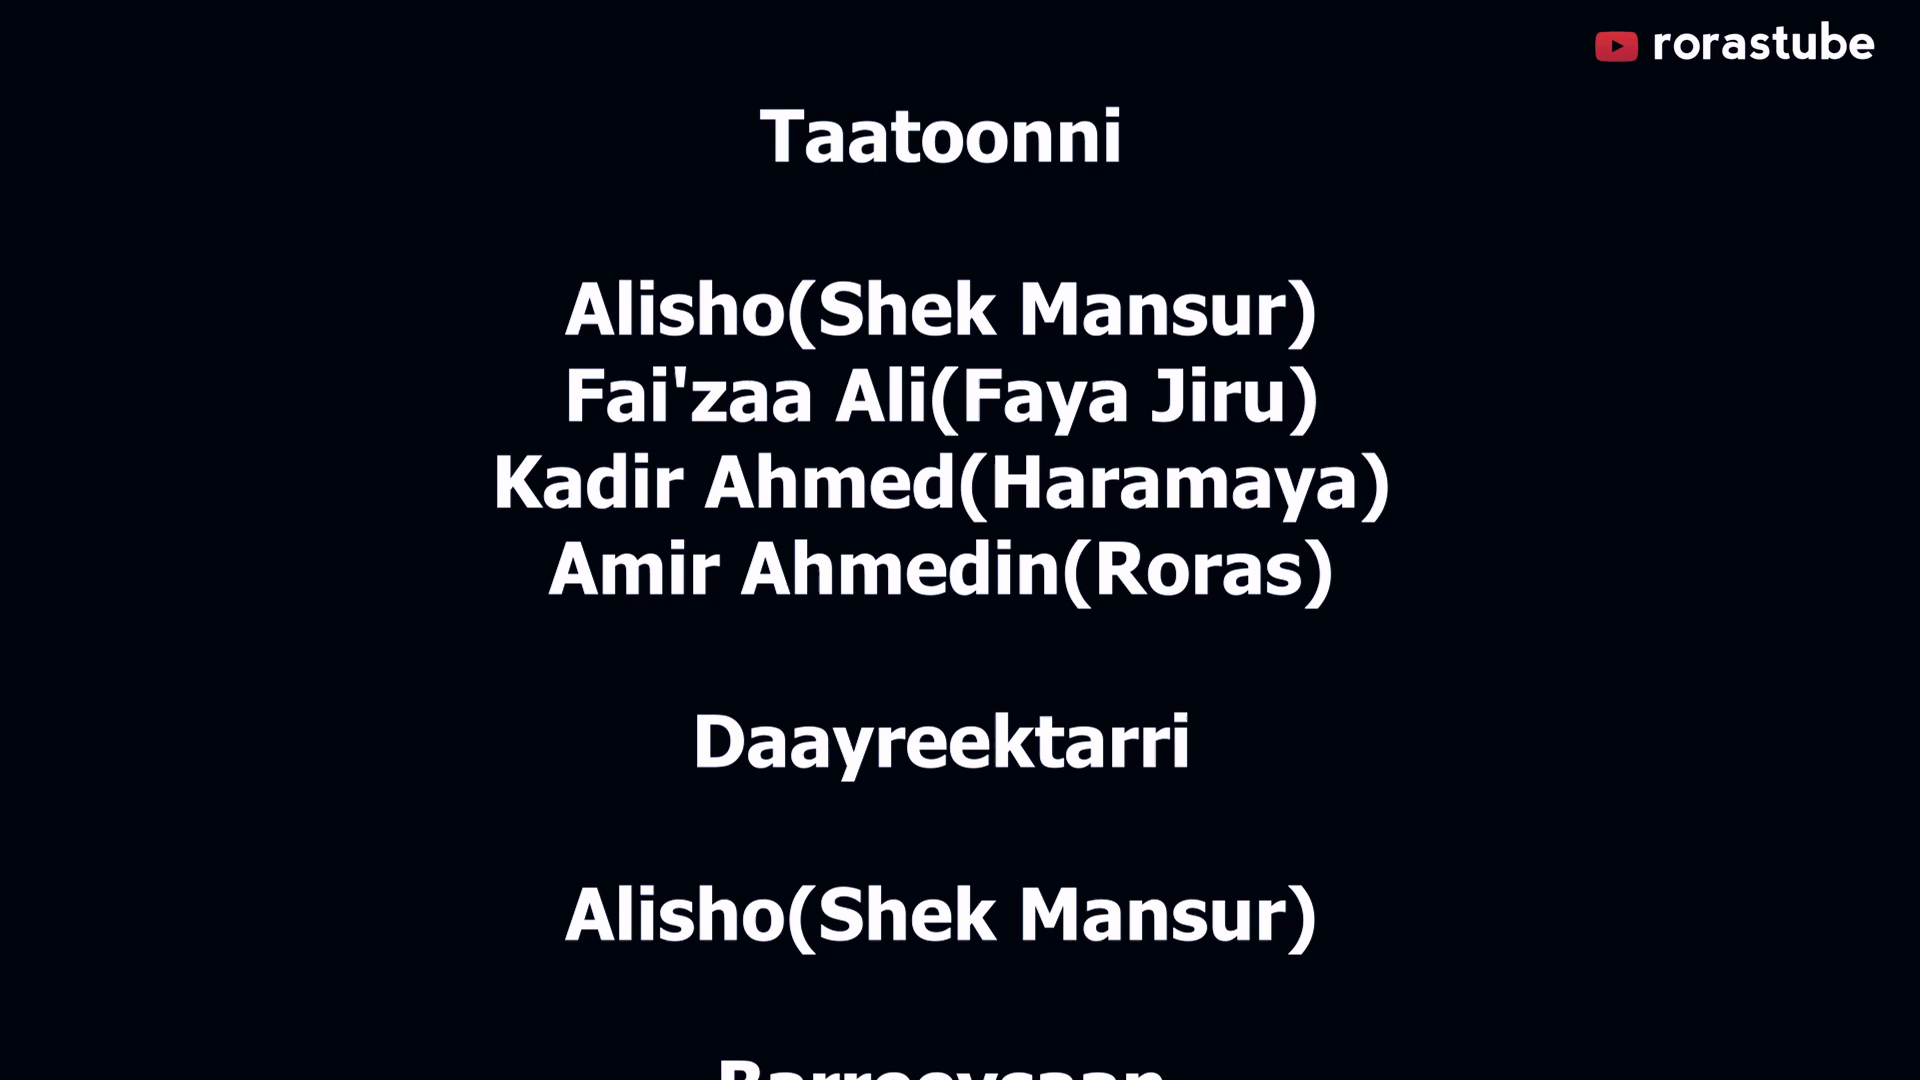 rorastube
Taatoonni
Alisho(Shek Mansur)
Fai'zaa Ali(Faya Jiru)
Kadir Ahmed(Haramaya)
Amir Ahmedin(Roras)
Daayreektarri
Alisho(Shek Mansur)